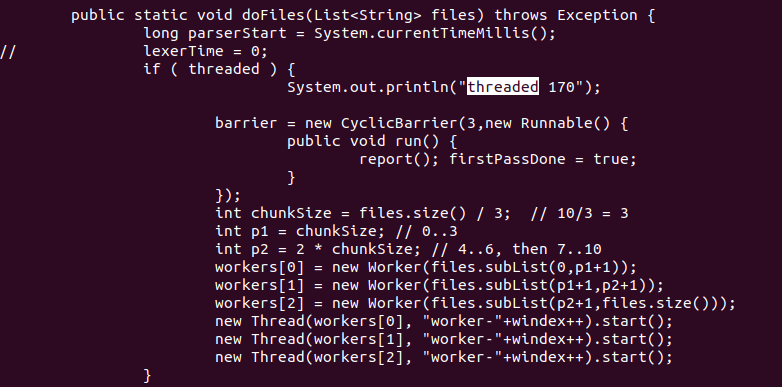 public static void doFiles(List<String> files) throws Exception {
long parserStart = System.currentTimeMillis();
// lexerTime = 0;
if ( threaded ) {
System.out.println("threaded 170");
barrier = new CyclicBarrier(3,new Runnable() {
public void run() {
report(); firstPassDone = true;
}
});
int chunkSize = files.size() / 3;  // 10/3 = 3
int p1 = chunkSize; // 0..3
int p2 = 2 * chunkSize; // 4..6, then 7..10
workers[0] = new Worker(files.subList(0,p1+1));
workers[1] = new Worker(files.subList(p1+1,p2+1));
workers[2] = new Worker(files.subList(p2+1,files.size()));
new Thread(workers[0], "worker-"+windex++).start();
new Thread(workers[1], "worker-"+windex++).start();
new Thread(workers[2], "worker-"+windex++).start();
}